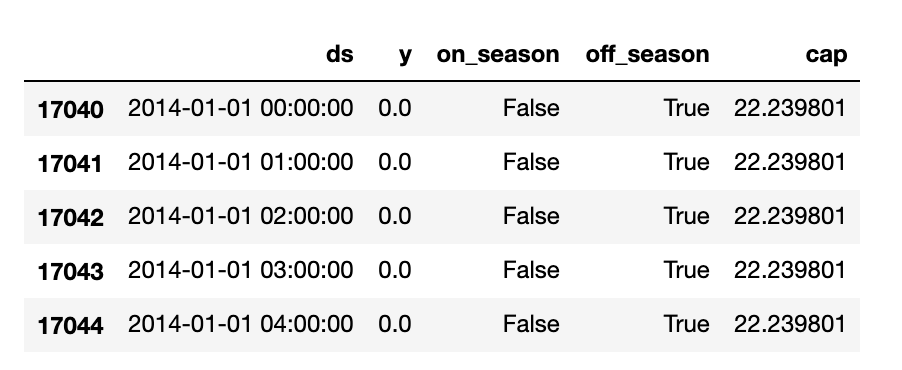 ds y on_season off_season cap
17040 2014-01-01 00:00:00 0.0 False True 22.239801
17041 2014-01-01 01:00:00 0.0 False True 22.239801
17042 2014-01-01 02:00:00 0.0 False True 22.239801
17043 2014-01-01 03:00:00 0.0 False True 22.239801
17044 2014-01-01 04:00:00 0.0 False True 22.239801